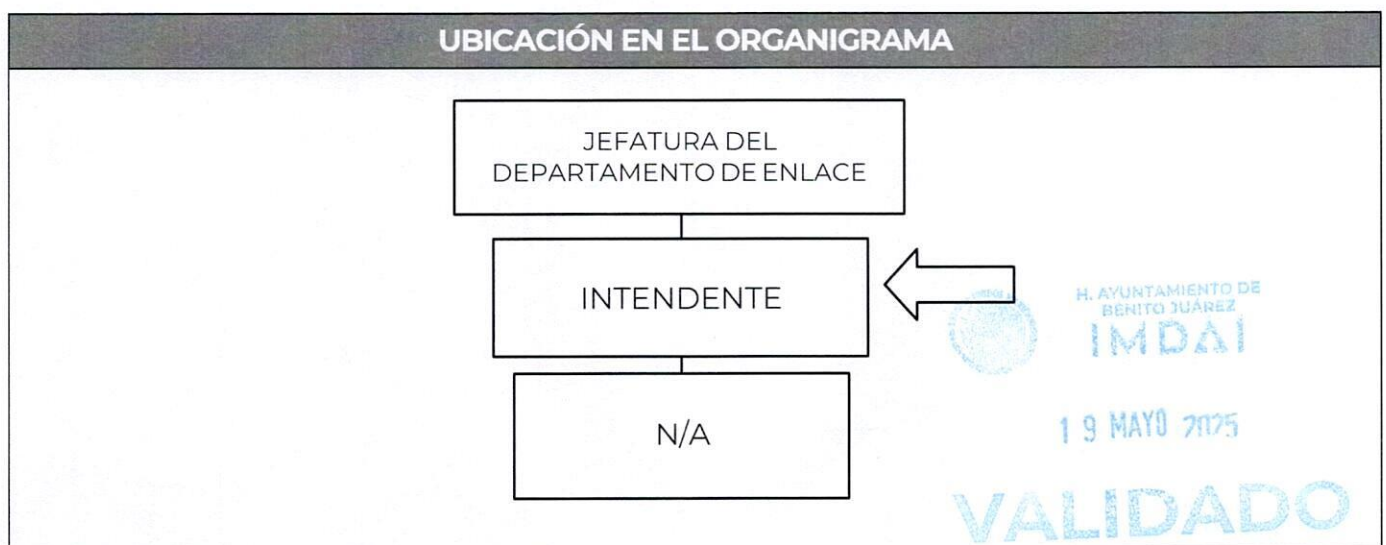 UBICACIÓN EN EL ORGANIGRAMA
JEFATURA DEL
DEPARTAMENTO DE ENLACE
INTENDENTE
N/A
H. AYUNTAMIENTO DE
BENITO JUÁREZ
IMDAI
19 MAYO 2025
VALIDADO